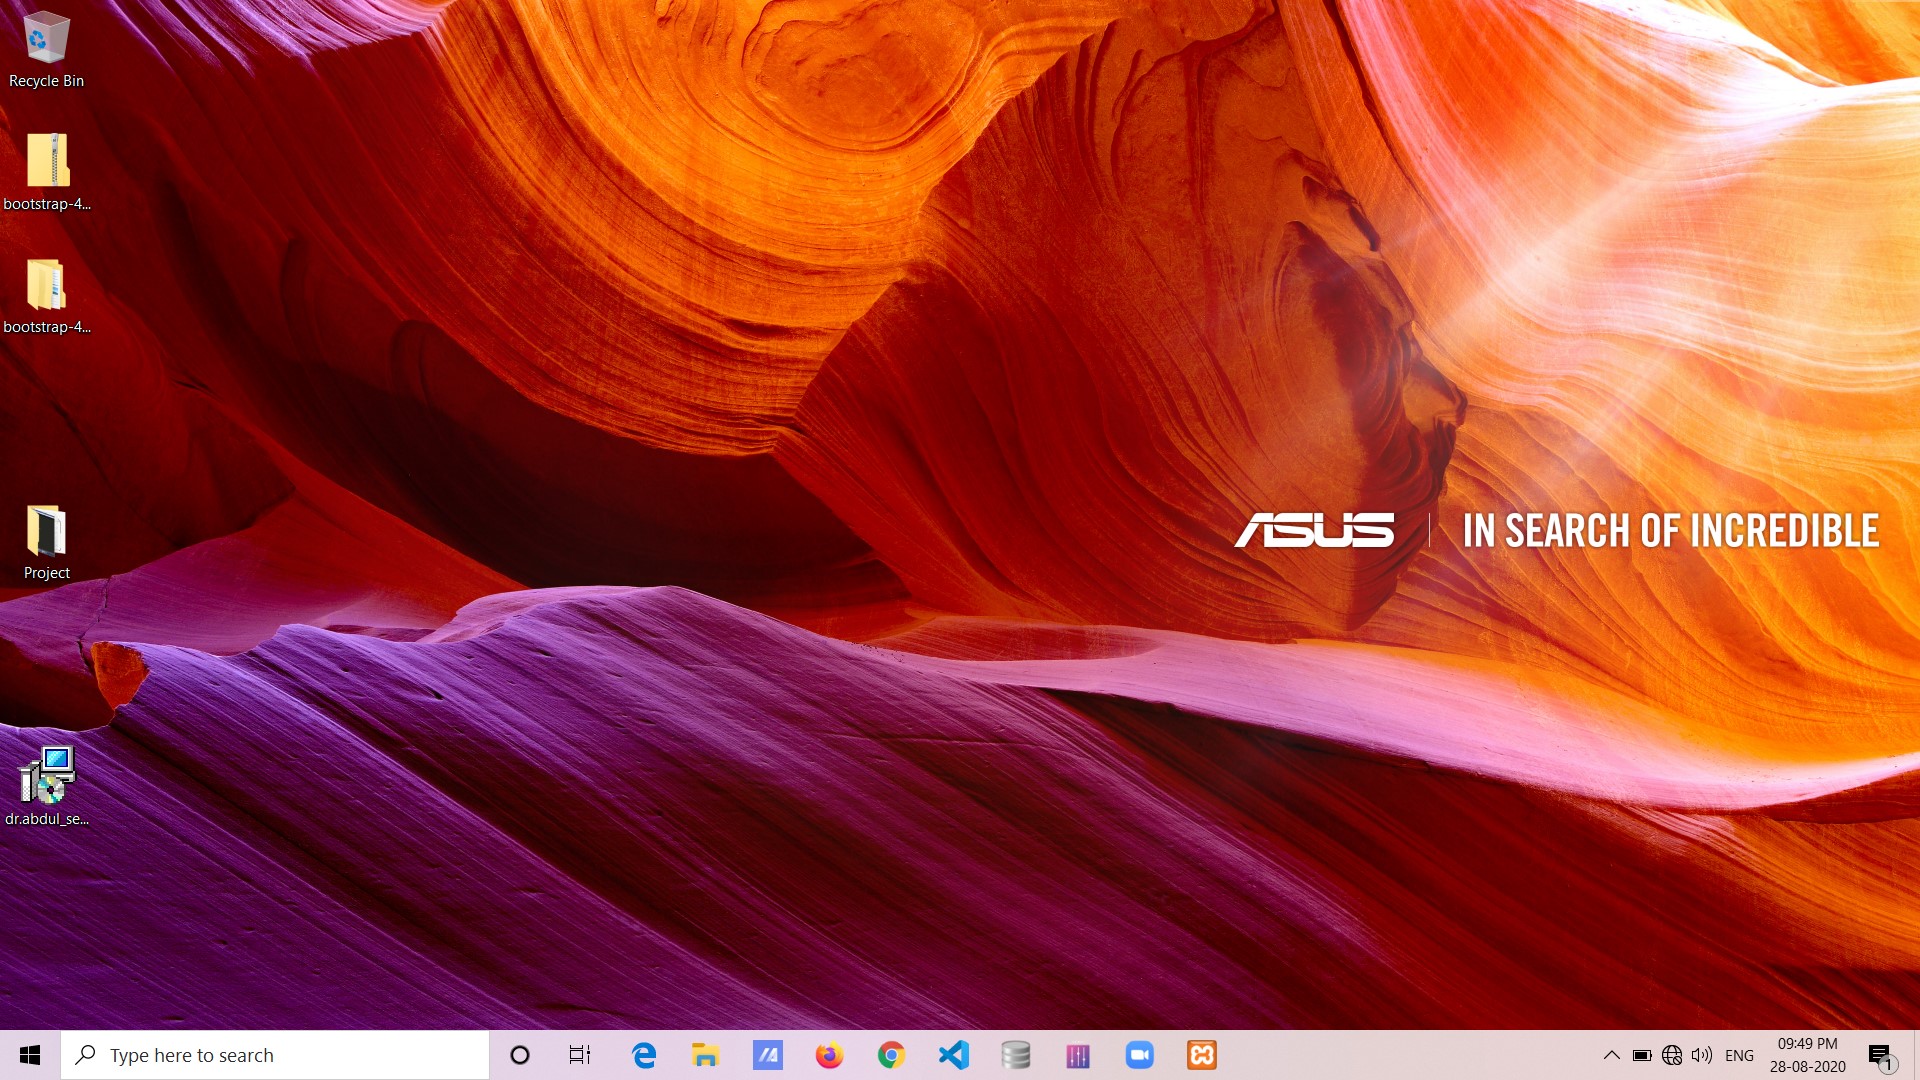 Recycle Bin
bootstrap-4...
bootstrap-4...
Project
dr.abdul_se...
ASUS | IN SEARCH OF INCREDIBLE
Type here to search
ENG
09:49 PM
28-08-2020
1